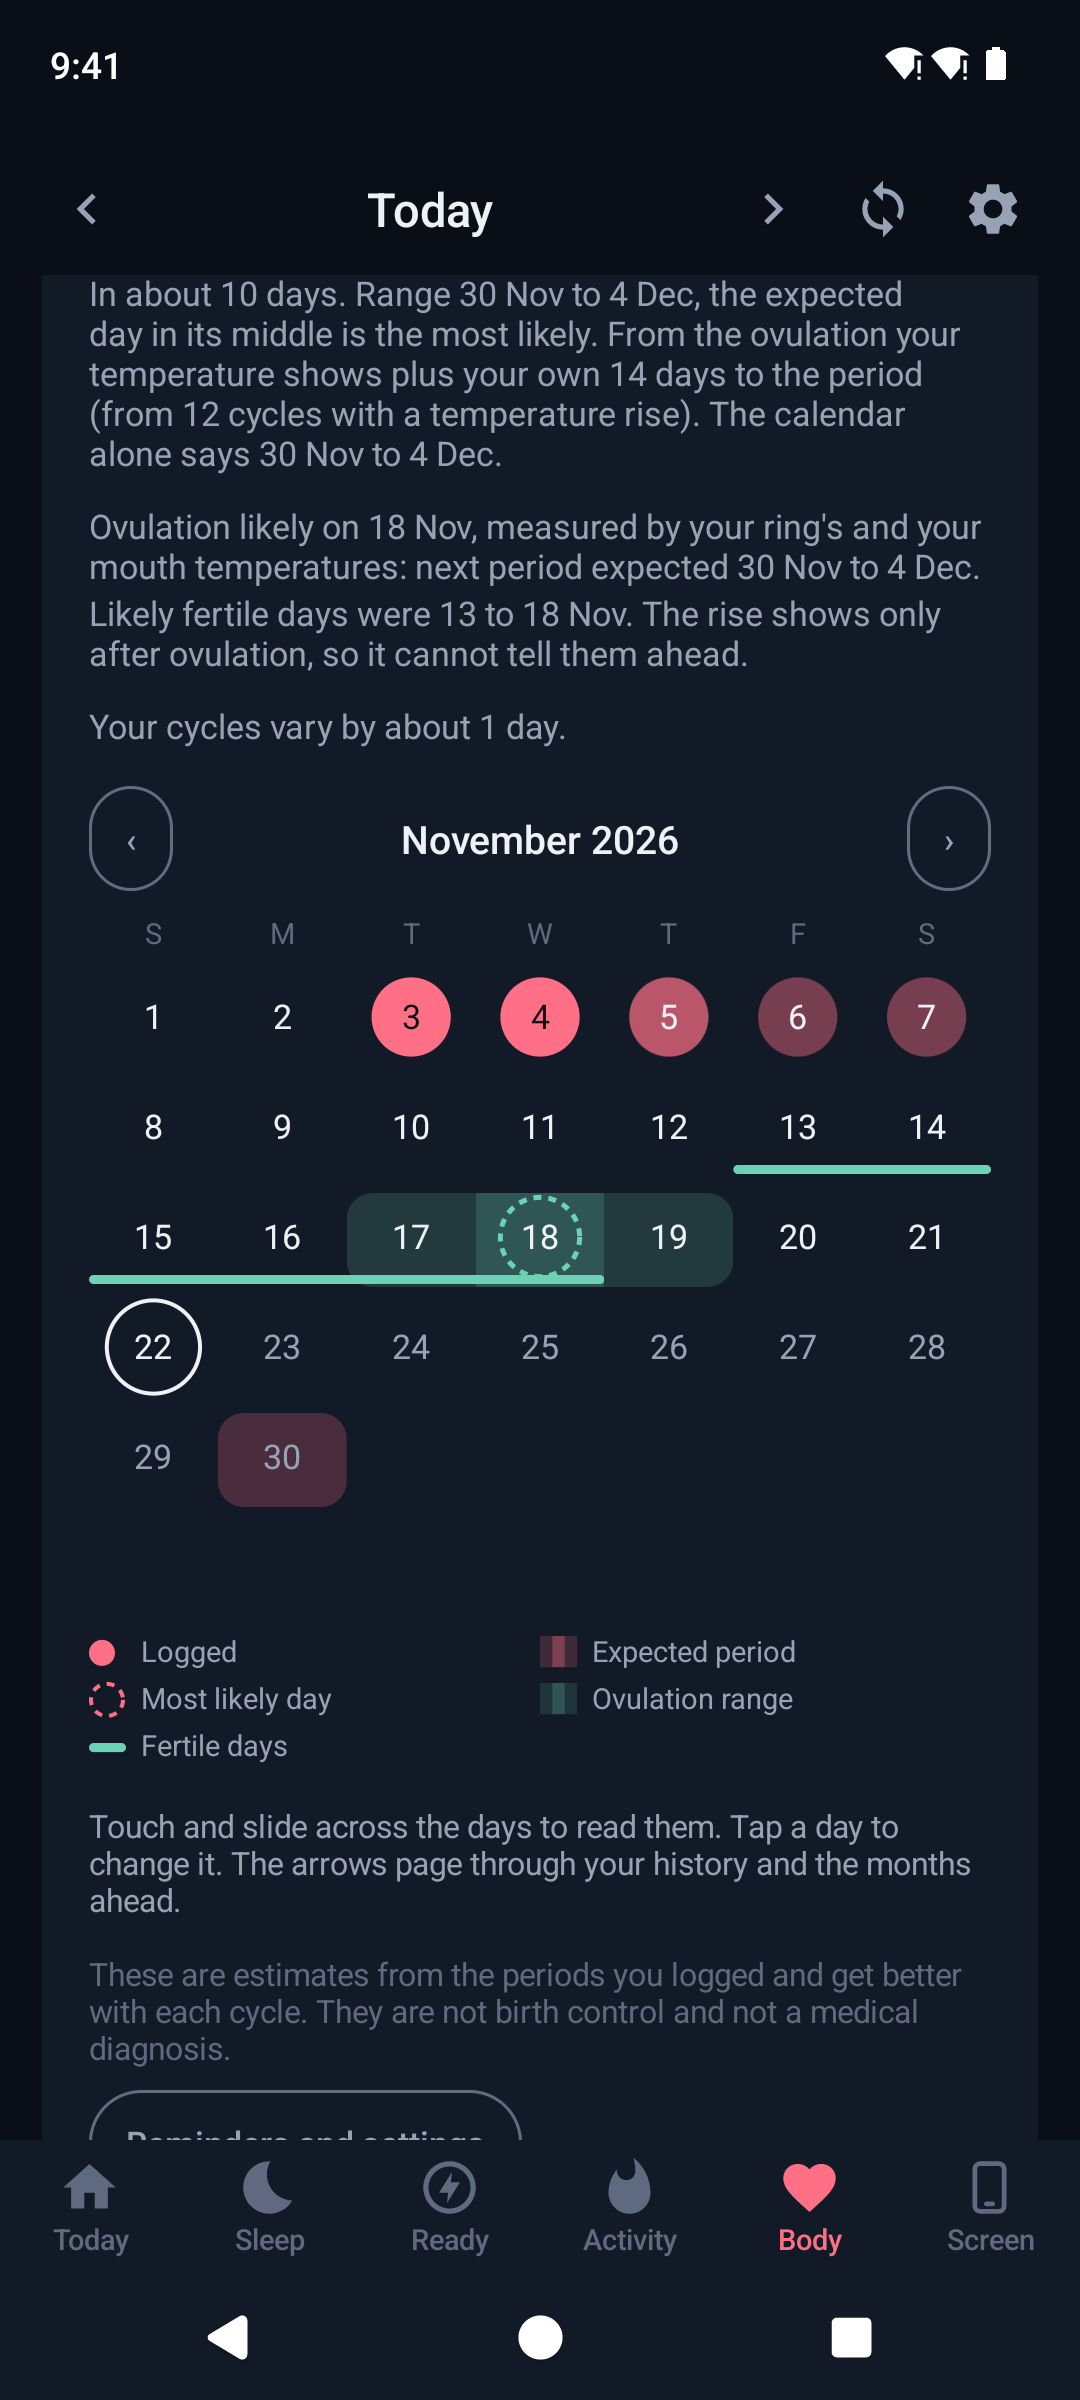 9:41
Today
In about 10 days. Range 30 Nov to 4 Dec, the expected
day in its middle is the most likely. From the ovulation your
temperature shows plus your own 14 days to the period
(from 12 cycles with a temperature rise). The calendar
alone says 30 Nov to 4 Dec.
Ovulation likely on 18 Nov, measured by your ring's and your
mouth temperatures: next period expected 30 Nov to 4 Dec.
Likely fertile days were 13 to 18 Nov. The rise shows only
after ovulation, so it cannot tell them ahead.
Your cycles vary by about 1 day.
‹ November 2026 ›
S M T W T F S
1 2 3 4 5 6 7
8 9 10 11 12 13 14
15 16 17 18 19 20 21
22 23 24 25 26 27 28
29 30
Logged Expected period
Most likely day Ovulation range
Fertile days
Touch and slide across the days to read them. Tap a day to
change it. The arrows page through your history and the months
ahead.
These are estimates from the periods you logged and get better
with each cycle. They are not birth control and not a medical
diagnosis.
Reminders and settings
Today Sleep Ready Activity Body Screen